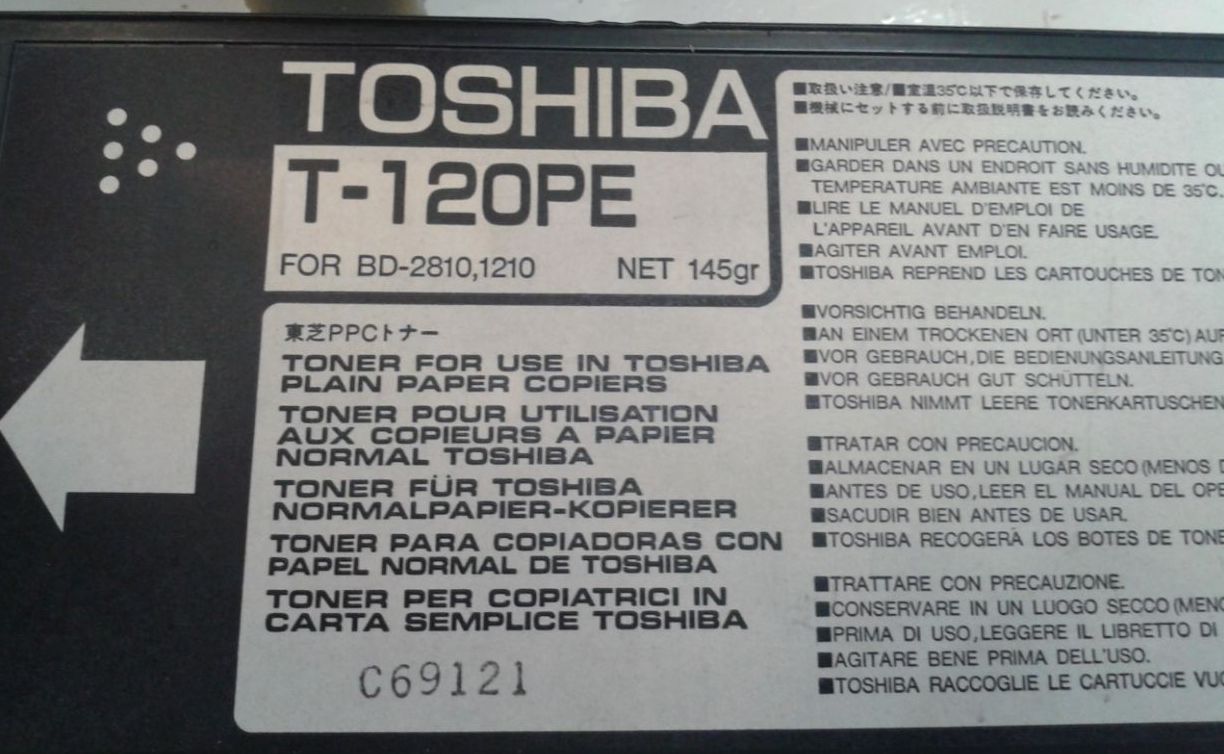 TOSHIBA
T-120PE
FOR BD-2810,1210 NET 145gr
東芝PPCトナー
TONER FOR USE IN TOSHIBA
PLAIN PAPER COPIERS
TONER POUR UTILISATION
AUX COPIEURS A PAPIER
NORMAL TOSHIBA
TONER FÜR TOSHIBA
NORMALPAPIER-KOPIERER
TONER PARA COPIADORAS CON
PAPEL NORMAL DE TOSHIBA
TONER PER COPIATRICI IN
CARTA SEMPLICE TOSHIBA
C69121
■取扱い注意/■室温35℃以下で保存してください。
■機械にセットする前に取扱説明書をお読みください。
■MANIPULER AVEC PRECAUTION.
■GARDER DANS UN ENDROIT SANS HUMIDITE OU
TEMPERATURE AMBIANTE EST MOINS DE 35℃.
■LIRE LE MANUEL D'EMPLOI DE
L'APPAREIL AVANT D'EN FAIRE USAGE.
■AGITER AVANT EMPLOI.
■TOSHIBA REPREND LES CARTOUCHES DE
■VORSICHTIG BEHANDELN.
■AN EINEM TROCKENEN ORT (UNTER 35℃)
■VOR GEBRAUCH,DIE BEDIENUNGSANLEITUNG
■VOR GEBRAUCH GUT SCHÜTTELN.
■TOSHIBA NIMMT LEERE TONERKARTUSCHEN
■TRATAR CON PRECAUCION.
■ALMACENAR EN UN LUGAR SECO (MENOS
■ANTES DE USO,LEER EL MANUAL DEL
■SACUDIR BIEN ANTES DE USAR.
■TOSHIBA RECOGERÀ LOS BOTES DE
■TRATTARE CON PRECAUZIONE.
■CONSERVARE IN UN LUOGO SECCO
■PRIMA DI USO,LEGGERE IL LIBRETTO DI
■AGITARE BENE PRIMA DELL'USO.
■TOSHIBA RACCOGLIE LE CARTUCCIE